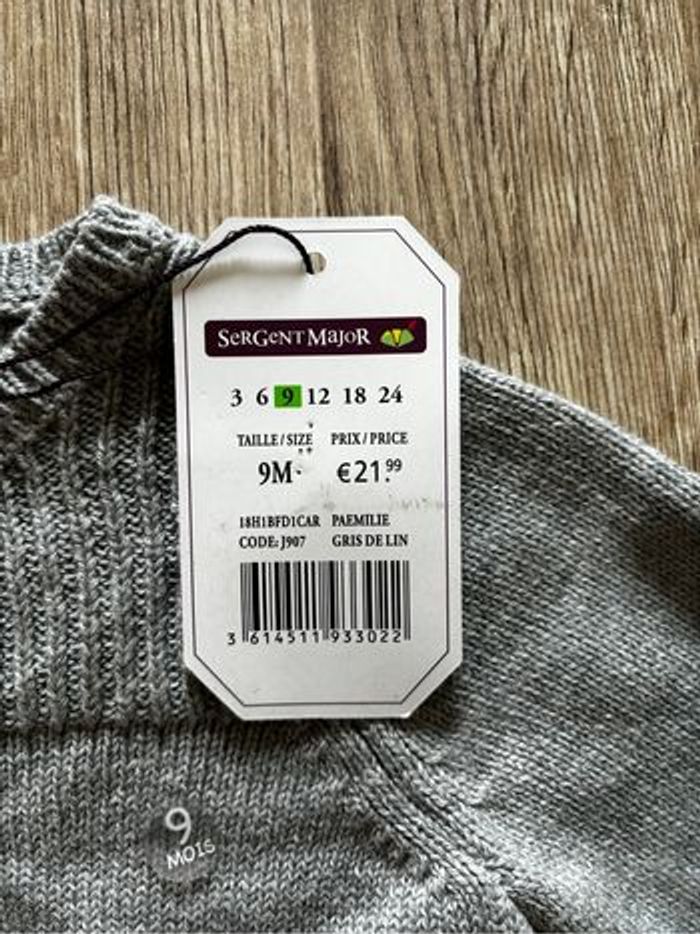 SeRGeNT MaJoR
3 6 9 12 18 24
TAILLE / SIZE PRIX / PRICE
9M €21.99
18H1BFD1CAR PAEMILIE
CODE: J907 GRIS DE LIN
3 614511 933022
9
MOIS